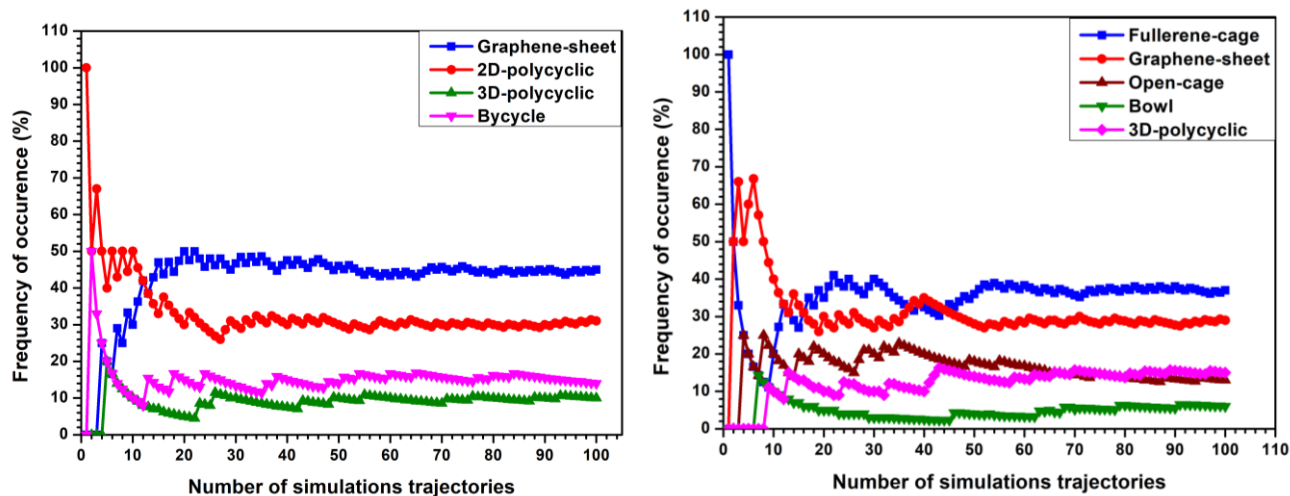 110
100
90
80
70
60
50
40
30
20
10
0
Frequency of occurence (%)
Graphene-sheet
2D-polycyclic
3D-polycyclic
Bycycle
0 10 20 30 40 50 60 70 80 90 100
Number of simulations trajectories
110
100
90
80
70
60
50
40
30
20
10
0
Frequency of occurence (%)
Fullerene-cage
Graphene-sheet
Open-cage
Bowl
3D-polycyclic
0 10 20 30 40 50 60 70 80 90 100 110
Number of simulations trajectories